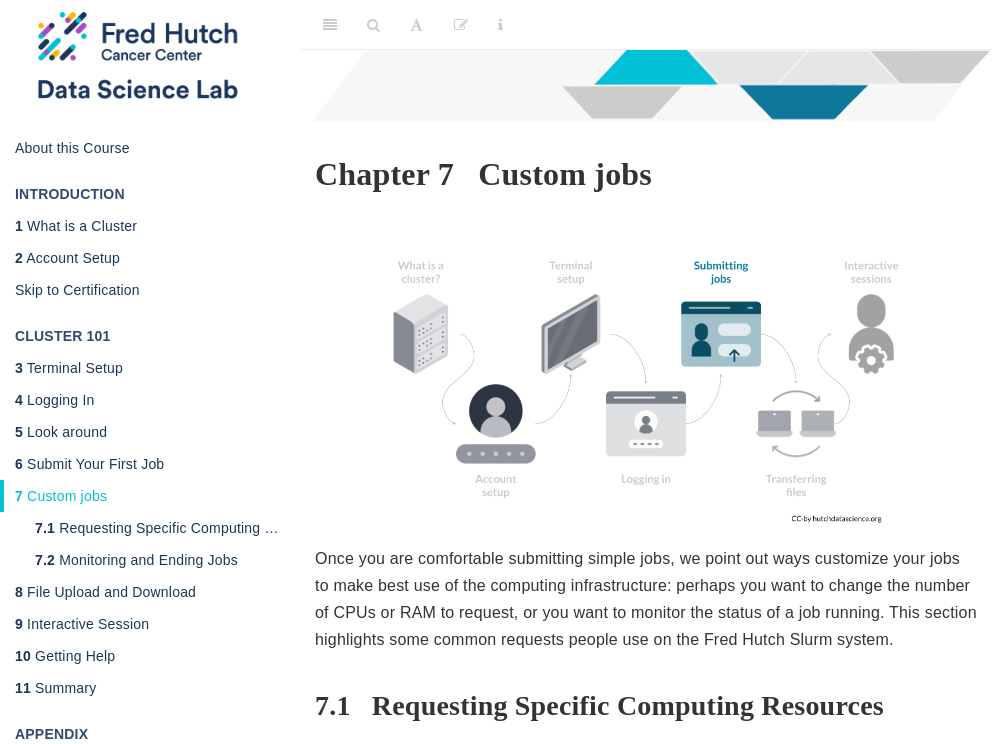 Fred Hutch
Cancer Center
Data Science Lab
About this Course
INTRODUCTION
1 What is a Cluster
2 Account Setup
Skip to Certification
CLUSTER 101
3 Terminal Setup
4 Logging In
5 Look around
6 Submit Your First Job
7 Custom jobs
7.1 Requesting Specific Computing …
7.2 Monitoring and Ending Jobs
8 File Upload and Download
9 Interactive Session
10 Getting Help
11 Summary
APPENDIX
Chapter 7 Custom jobs
What is a
cluster?
Terminal
setup
Submitting
jobs
Interactive
sessions
Account
setup
Logging in
Transferring
files
CC-by hutchdatascience.org
Once you are comfortable submitting simple jobs, we point out ways customize your jobs
to make best use of the computing infrastructure: perhaps you want to change the number
of CPUs or RAM to request, or you want to monitor the status of a job running. This section
highlights some common requests people use on the Fred Hutch Slurm system.
7.1 Requesting Specific Computing Resources